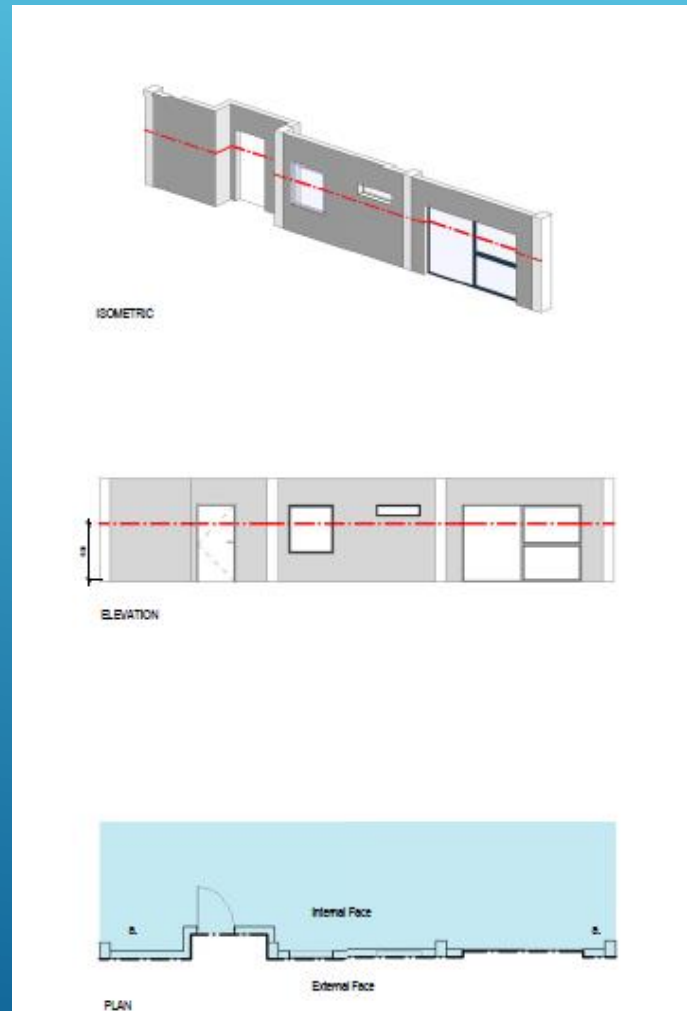 ISOMETRIC
ELEVATION
Internal Face
a.
a.
External Face
PLAN